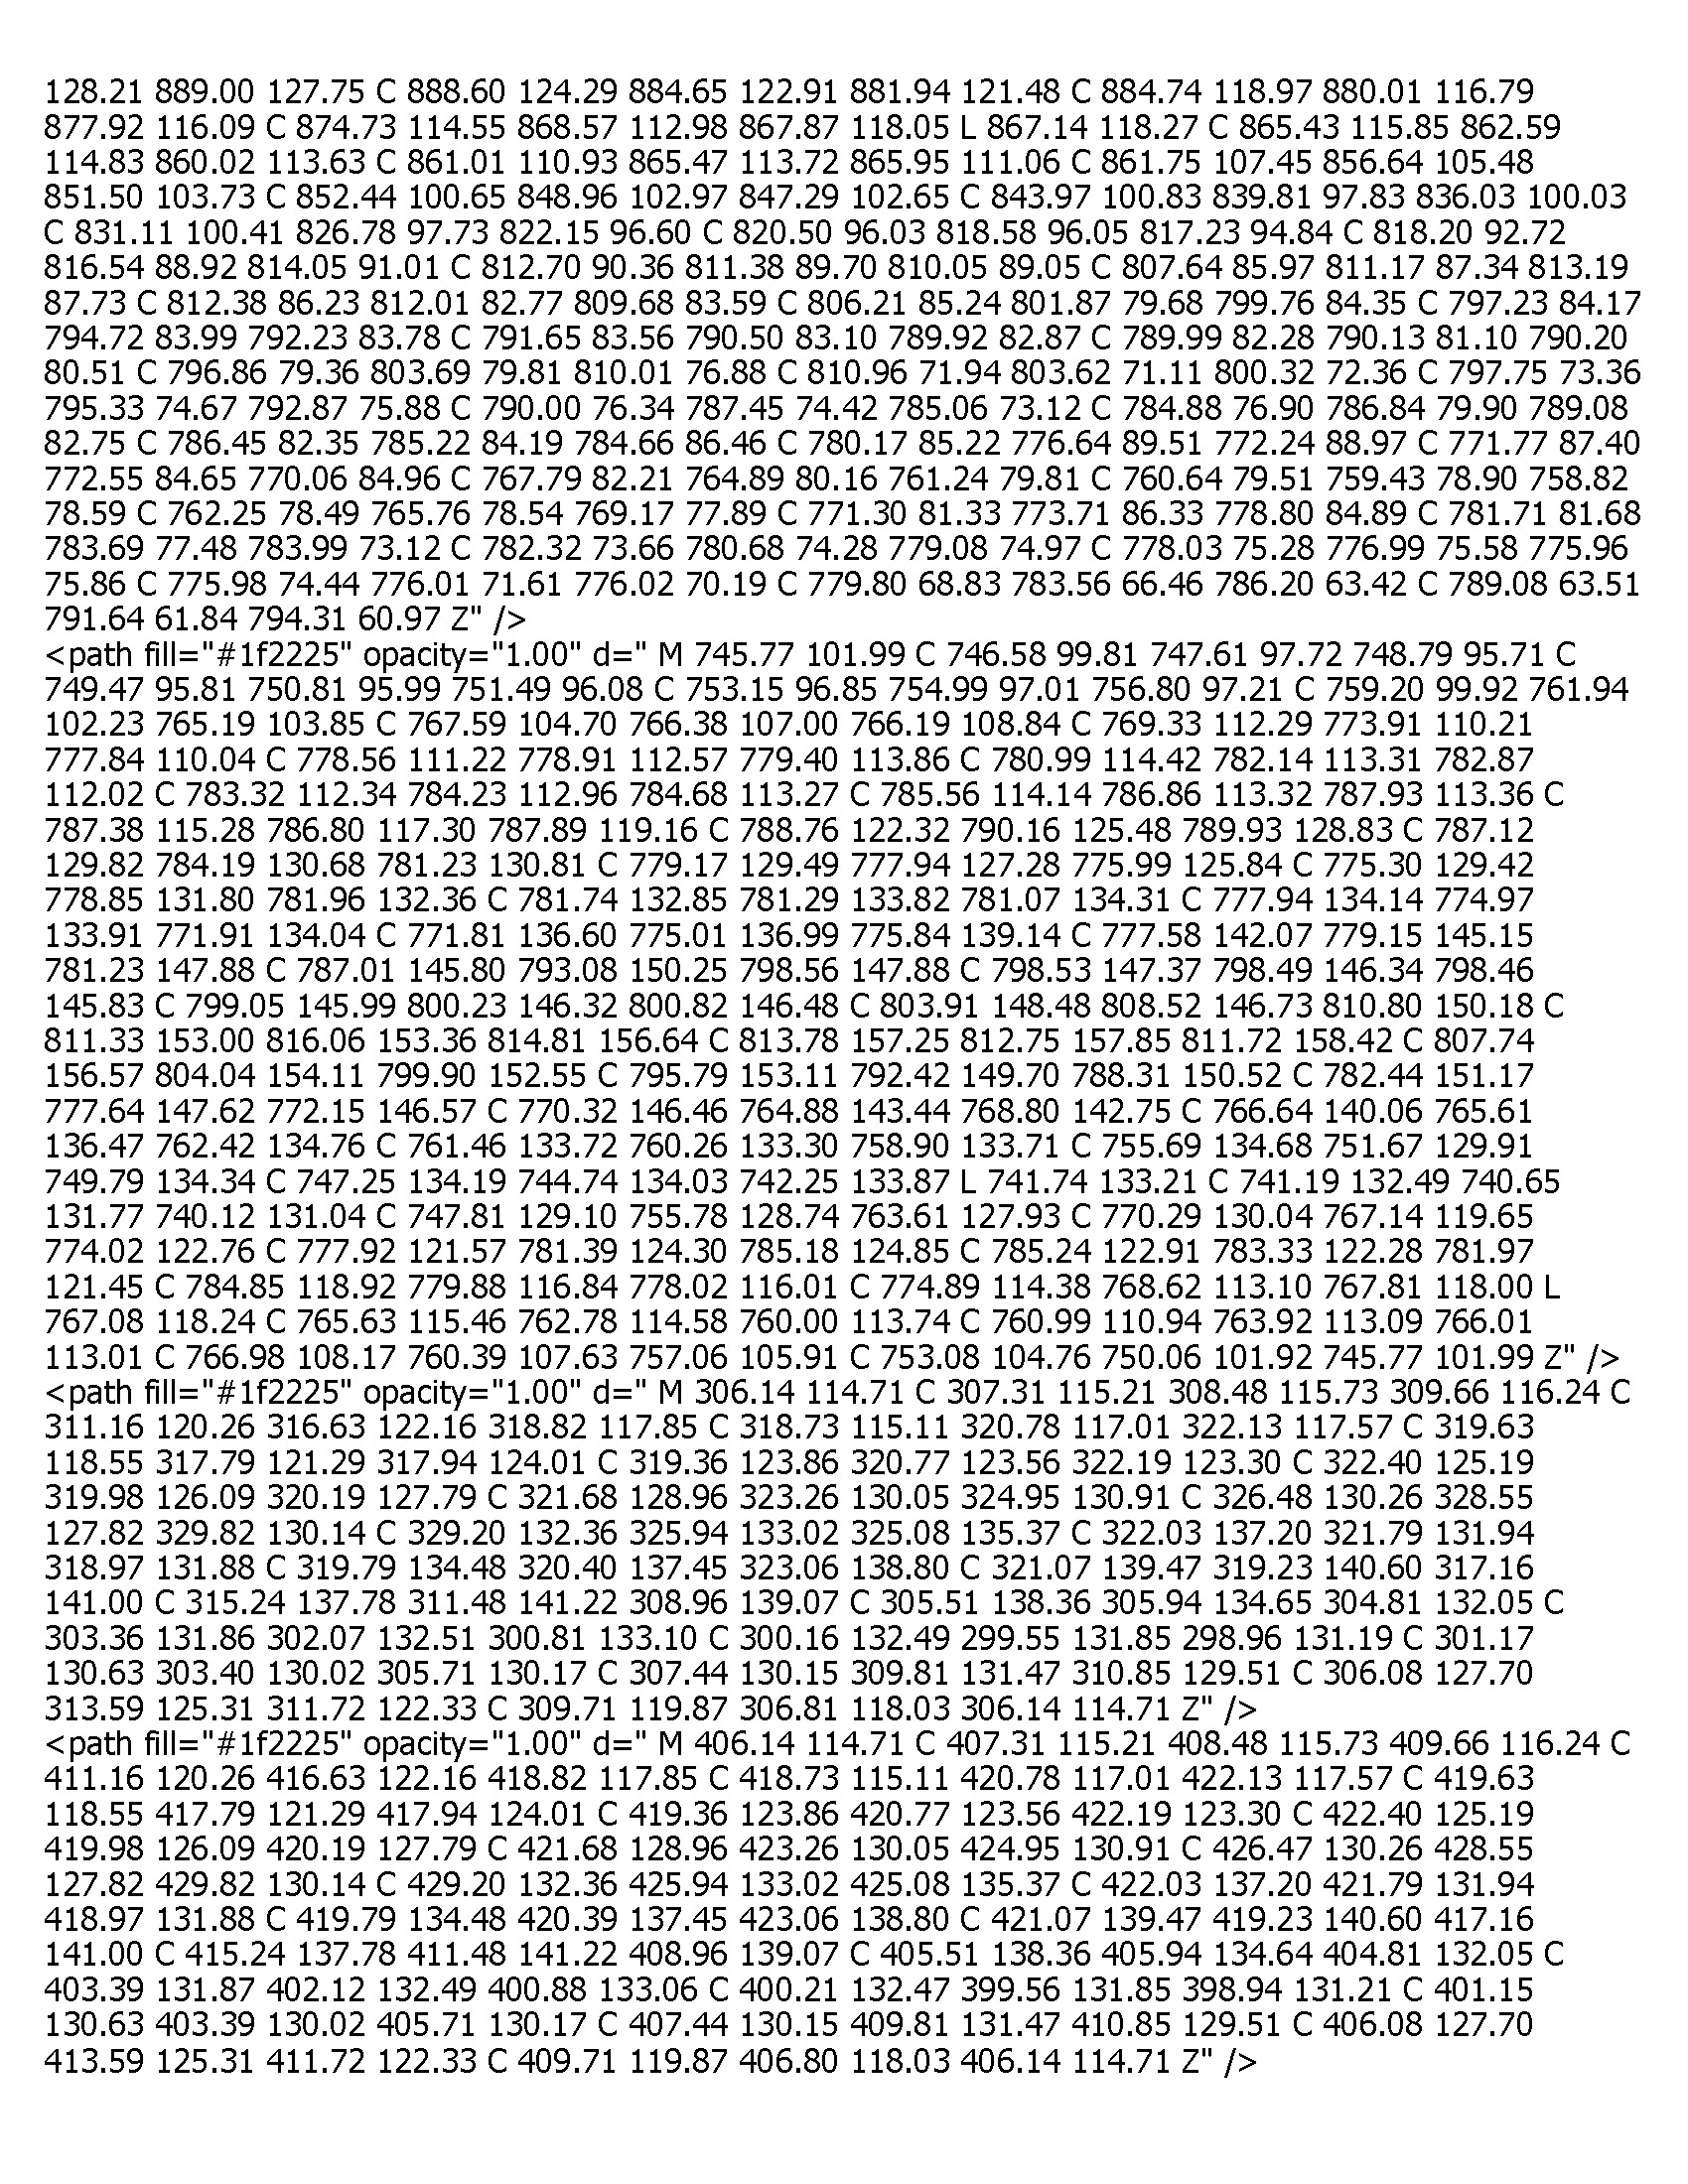 128.21 889.00 127.75 C 888.60 124.29 884.65 122.91 881.94 121.48 C 884.74 118.97 880.01 116.79
877.92 116.09 C 874.73 114.55 868.57 112.98 867.87 118.05 L 867.14 118.27 C 865.43 115.85 862.59
114.83 860.02 113.63 C 861.01 110.93 865.47 113.72 865.95 111.06 C 861.75 107.45 856.64 105.48
851.50 103.73 C 852.44 100.65 848.96 102.97 847.29 102.65 C 843.97 100.83 839.81 97.83 836.03 100.03
C 831.11 100.41 826.78 97.73 822.15 96.60 C 820.50 96.03 818.58 96.05 817.23 94.84 C 818.20 92.72
816.54 88.92 814.05 91.01 C 812.70 90.36 811.38 89.70 810.05 89.05 C 807.64 85.97 811.17 87.34 813.19
87.73 C 812.38 86.23 812.01 82.77 809.68 83.59 C 806.21 85.24 801.87 79.68 799.76 84.35 C 797.23 84.17
794.72 83.99 792.23 83.78 C 791.65 83.56 790.50 83.10 789.92 82.87 C 789.99 82.28 790.13 81.10 790.20
80.51 C 796.86 79.36 803.69 79.81 810.01 76.88 C 810.96 71.94 803.62 71.11 800.32 72.36 C 797.75 73.36
795.33 74.67 792.87 75.88 C 790.00 76.34 787.45 74.42 785.06 73.12 C 784.88 76.90 786.84 79.90 789.08
82.75 C 786.45 82.35 785.22 84.19 784.66 86.46 C 780.17 85.22 776.64 89.51 772.24 88.97 C 771.77 87.40
772.55 84.65 770.06 84.96 C 767.79 82.21 764.89 80.16 761.24 79.81 C 760.64 79.51 759.43 78.90 758.82
78.59 C 762.25 78.49 765.76 78.54 769.17 77.89 C 771.30 81.33 773.71 86.33 778.80 84.89 C 781.71 81.68
783.69 77.48 783.99 73.12 C 782.32 73.66 780.68 74.28 779.08 74.97 C 778.03 75.28 776.99 75.58 775.96
75.86 C 775.98 74.44 776.01 71.61 776.02 70.19 C 779.80 68.83 783.56 66.46 786.20 63.42 C 789.08 63.51
791.64 61.84 794.31 60.97 Z" />
<path fill="#1f2225" opacity="1.00" d=" M 745.77 101.99 C 746.58 99.81 747.61 97.72 748.79 95.71 C
749.47 95.81 750.81 95.99 751.49 96.08 C 753.15 96.85 754.99 97.01 756.80 97.21 C 759.20 99.92 761.94
102.23 765.19 103.85 C 767.59 104.70 766.38 107.00 766.19 108.84 C 769.33 112.29 773.91 110.21
777.84 110.04 C 778.56 111.22 778.91 112.57 779.40 113.86 C 780.99 114.42 782.14 113.31 782.87
112.02 C 783.32 112.34 784.23 112.96 784.68 113.27 C 785.56 114.14 786.86 113.32 787.93 113.36 C
787.38 115.28 786.80 117.30 787.89 119.16 C 788.76 122.32 790.16 125.48 789.93 128.83 C 787.12
129.82 784.19 130.68 781.23 130.81 C 779.17 129.49 777.94 127.28 775.99 125.84 C 775.30 129.42
778.85 131.80 781.96 132.36 C 781.74 132.85 781.29 133.82 781.07 134.31 C 777.94 134.14 774.97
133.91 771.91 134.04 C 771.81 136.60 775.01 136.99 775.84 139.14 C 777.58 142.07 779.15 145.15
781.23 147.88 C 787.01 145.80 793.08 150.25 798.56 147.88 C 798.53 147.37 798.49 146.34 798.46
145.83 C 799.05 145.99 800.23 146.32 800.82 146.48 C 803.91 148.48 808.52 146.73 810.80 150.18 C
811.33 153.00 816.06 153.36 814.81 156.64 C 813.78 157.25 812.75 157.85 811.72 158.42 C 807.74
156.57 804.04 154.11 799.90 152.55 C 795.79 153.11 792.42 149.70 788.31 150.52 C 782.44 151.17
777.64 147.62 772.15 146.57 C 770.32 146.46 764.88 143.44 768.80 142.75 C 766.64 140.06 765.61
136.47 762.42 134.76 C 761.46 133.72 760.26 133.30 758.90 133.71 C 755.69 134.68 751.67 129.91
749.79 134.34 C 747.25 134.19 744.74 134.03 742.25 133.87 L 741.74 133.21 C 741.19 132.49 740.65
131.77 740.12 131.04 C 747.81 129.10 755.78 128.74 763.61 127.93 C 770.29 130.04 767.14 119.65
774.02 122.76 C 777.92 121.57 781.39 124.30 785.18 124.85 C 785.24 122.91 783.33 122.28 781.97
121.45 C 784.85 118.92 779.88 116.84 778.02 116.01 C 774.89 114.38 768.62 113.10 767.81 118.00 L
767.08 118.24 C 765.63 115.46 762.78 114.58 760.00 113.74 C 760.99 110.94 763.92 113.09 766.01
113.01 C 766.98 108.17 760.39 107.63 757.06 105.91 C 753.08 104.76 750.06 101.92 745.77 101.99 Z" />
<path fill="#1f2225" opacity="1.00" d=" M 306.14 114.71 C 307.31 115.21 308.48 115.73 309.66 116.24 C
311.16 120.26 316.63 122.16 318.82 117.85 C 318.73 115.11 320.78 117.01 322.13 117.57 C 319.63
118.55 317.79 121.29 317.94 124.01 C 319.36 123.86 320.77 123.56 322.19 123.30 C 322.40 125.19
319.98 126.09 320.19 127.79 C 321.68 128.96 323.26 130.05 324.95 130.91 C 326.48 130.26 328.55
127.82 329.82 130.14 C 329.20 132.36 325.94 133.02 325.08 135.37 C 322.03 137.20 321.79 131.94
318.97 131.88 C 319.79 134.48 320.40 137.45 323.06 138.80 C 321.07 139.47 319.23 140.60 317.16
141.00 C 315.24 137.78 311.48 141.22 308.96 139.07 C 305.51 138.36 305.94 134.65 304.81 132.05 C
303.36 131.86 302.07 132.51 300.81 133.10 C 300.16 132.49 299.55 131.85 298.96 131.19 C 301.17
130.63 303.40 130.02 305.71 130.17 C 307.44 130.15 309.81 131.47 310.85 129.51 C 306.08 127.70
313.59 125.31 311.72 122.33 C 309.71 119.87 306.81 118.03 306.14 114.71 Z" />
<path fill="#1f2225" opacity="1.00" d=" M 406.14 114.71 C 407.31 115.21 408.48 115.73 409.66 116.24 C
411.16 120.26 416.63 122.16 418.82 117.85 C 418.73 115.11 420.78 117.01 422.13 117.57 C 419.63
118.55 417.79 121.29 417.94 124.01 C 419.36 123.86 420.77 123.56 422.19 123.30 C 422.40 125.19
419.98 126.09 420.19 127.79 C 421.68 128.96 423.26 130.05 424.95 130.91 C 426.47 130.26 428.55
127.82 429.82 130.14 C 429.20 132.36 425.94 133.02 425.08 135.37 C 422.03 137.20 421.79 131.94
418.97 131.88 C 419.79 134.48 420.39 137.45 423.06 138.80 C 421.07 139.47 419.23 140.60 417.16
141.00 C 415.24 137.78 411.48 141.22 408.96 139.07 C 405.51 138.36 405.94 134.64 404.81 132.05 C
403.39 131.87 402.12 132.49 400.88 133.06 C 400.21 132.47 399.56 131.85 398.94 131.21 C 401.15
130.63 403.39 130.02 405.71 130.17 C 407.44 130.15 409.81 131.47 410.85 129.51 C 406.08 127.70
413.59 125.31 411.72 122.33 C 409.71 119.87 406.80 118.03 406.14 114.71 Z" />